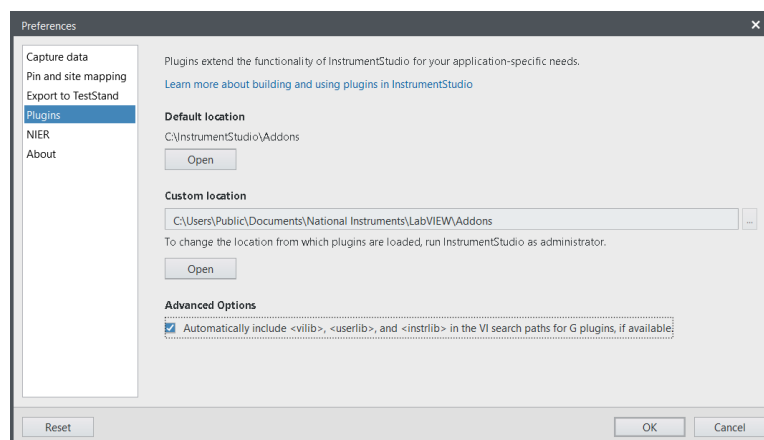 Preferences
Capture data
Pin and site mapping
Export to TestStand
Plugins
NIER
About
Plugins extend the functionality of InstrumentStudio for your application-specific needs.
Learn more about building and using plugins in InstrumentStudio
Default location
C:\InstrumentStudio\Addons
Open
Custom location
C:\Users\Public\Documents\National Instruments\LabVIEW\Addons
...
To change the location from which plugins are loaded, run InstrumentStudio as administrator.
Open
Advanced Options
Automatically include <vilib>, <userlib>, and <instrlib> in the VI search paths for G plugins, if available.
Reset
OK
Cancel